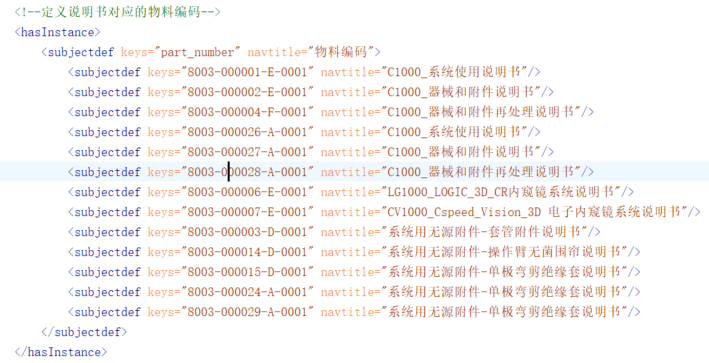 <!--定义说明书对应的物料编码-->
<hasInstance>
<subjectdef keys="part_number" navtitle="物料编码">
<subjectdef keys="8003-000001-E-0001" navtitle="C1000_系统使用说明书"/>
<subjectdef keys="8003-000002-E-0001" navtitle="C1000_器械和附件说明书"/>
<subjectdef keys="8003-000004-F-0001" navtitle="C1000_器械和附件再处理说明书"/>
<subjectdef keys="8003-000026-A-0001" navtitle="C1000_系统使用说明书"/>
<subjectdef keys="8003-000027-A-0001" navtitle="C1000_器械和附件说明书"/>
<subjectdef keys="8003-000028-A-0001" navtitle="C1000_器械和附件再处理说明书"/>
<subjectdef keys="8003-000006-E-0001" navtitle="LG1000_LOGIC_3D_CR内窥镜系统说明书"/>
<subjectdef keys="8003-000007-E-0001" navtitle="CV1000_Cspeed_Vision_3D 电子内窥镜系统说明书"/>
<subjectdef keys="8003-000003-D-0001" navtitle="系统用无源附件-套管附件说明书"/>
<subjectdef keys="8003-000014-D-0001" navtitle="系统用无源附件-操作臂无菌围帘说明书"/>
<subjectdef keys="8003-000015-D-0001" navtitle="系统用无源附件-单极弯剪绝缘套说明书"/>
<subjectdef keys="8003-000024-A-0001" navtitle="系统用无源附件-单极弯剪绝缘套说明书"/>
<subjectdef keys="8003-000029-A-0001" navtitle="系统用无源附件-单极弯剪绝缘套说明书"/>
</subjectdef>
</hasInstance>